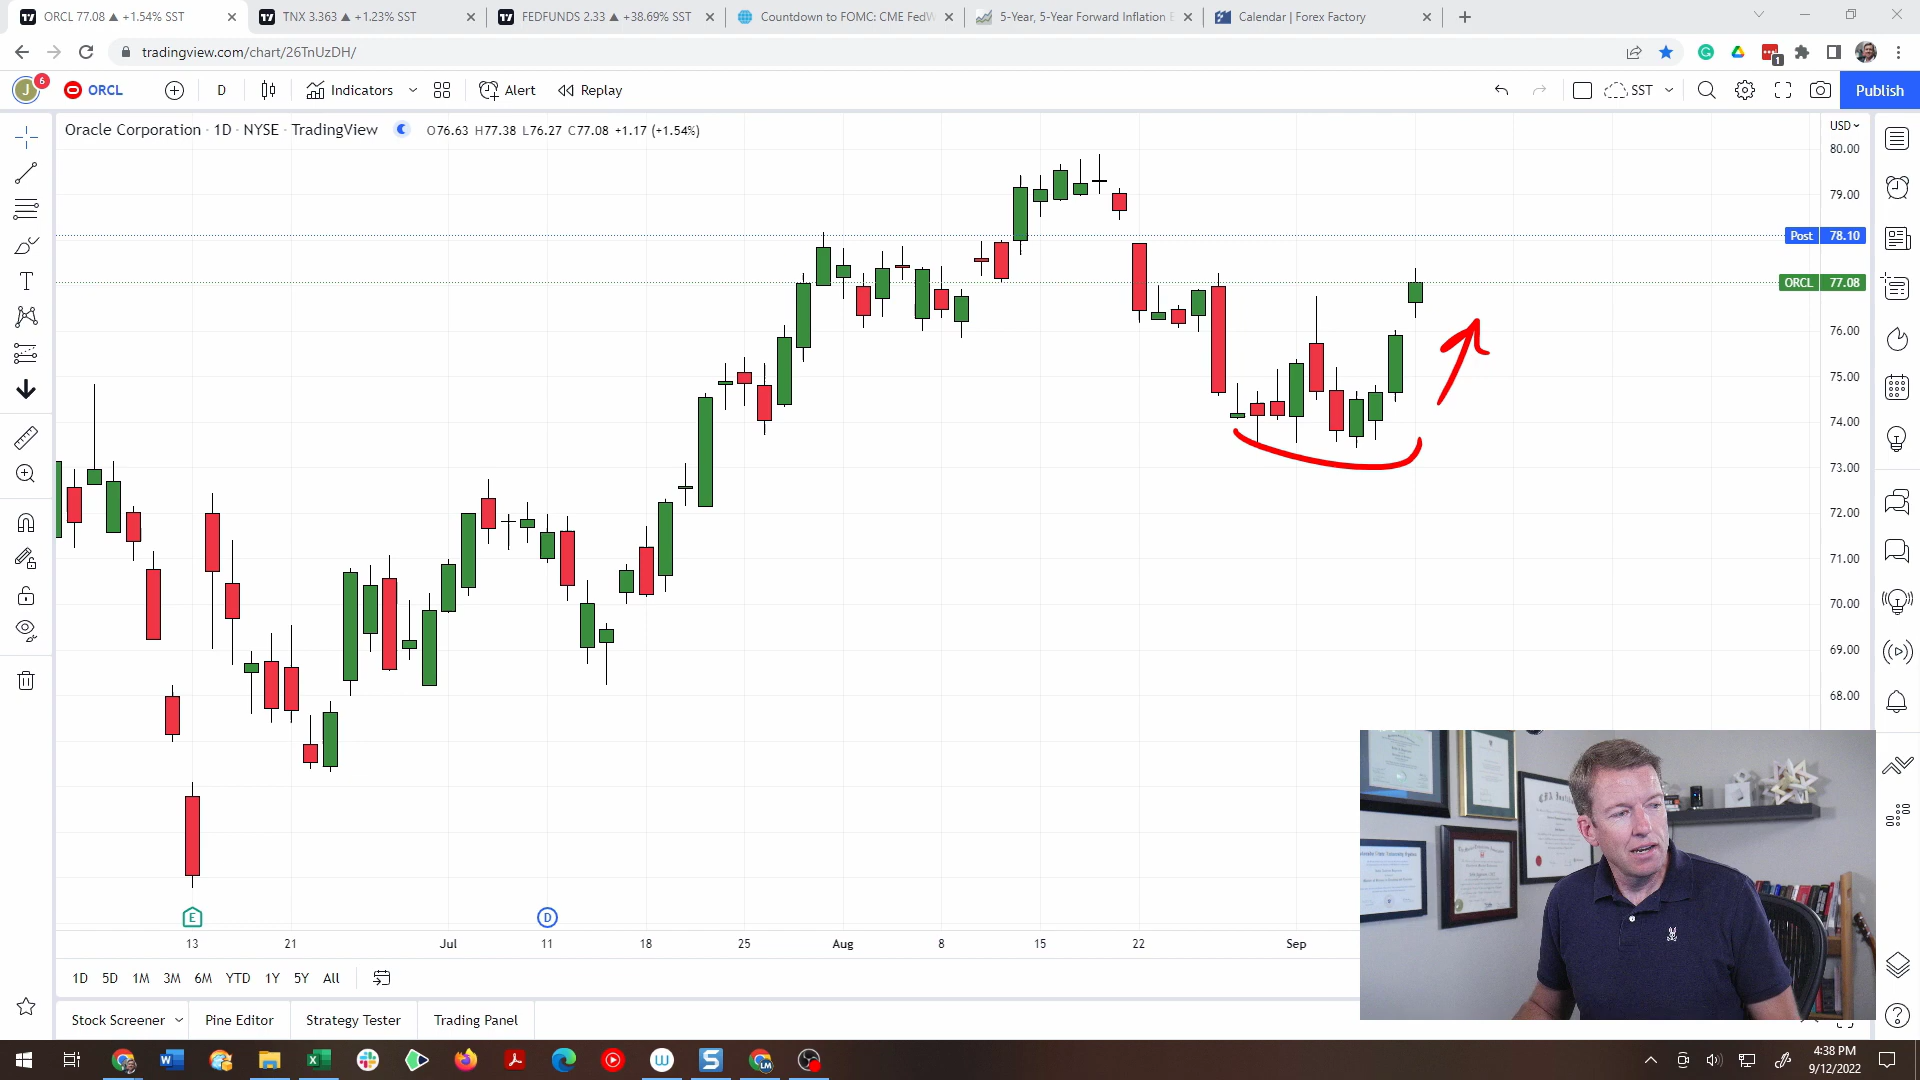 ORCL 77.08 ▲ +1.54% SST
TNX 3.363 ▲ +1.23% SST
FEDFUNDS 2.33 ▲ +38.69% SST
Countdown to FOMC: CME FedW
5-Year, 5-Year Forward Inflation E
Calendar | Forex Factory
tradingview.com/chart/26TnUzDH/
1
J
6
ORCL
D
Indicators
Alert
Replay
SST
Publish
Oracle Corporation · 1D · NYSE · TradingView
O76.63 H77.38 L76.27 C77.08 +1.17 (+1.54%)
USD
80.00
79.00
Post 78.10
ORCL 77.08
76.00
75.00
74.00
73.00
72.00
71.00
70.00
69.00
68.00
T
E
D
13 21 Jul 11 18 25 Aug 8 15 22 Sep
1D 5D 1M 3M 6M YTD 1Y 5Y All
Stock Screener
Pine Editor
Strategy Tester
Trading Panel
4:38 PM
9/12/2022